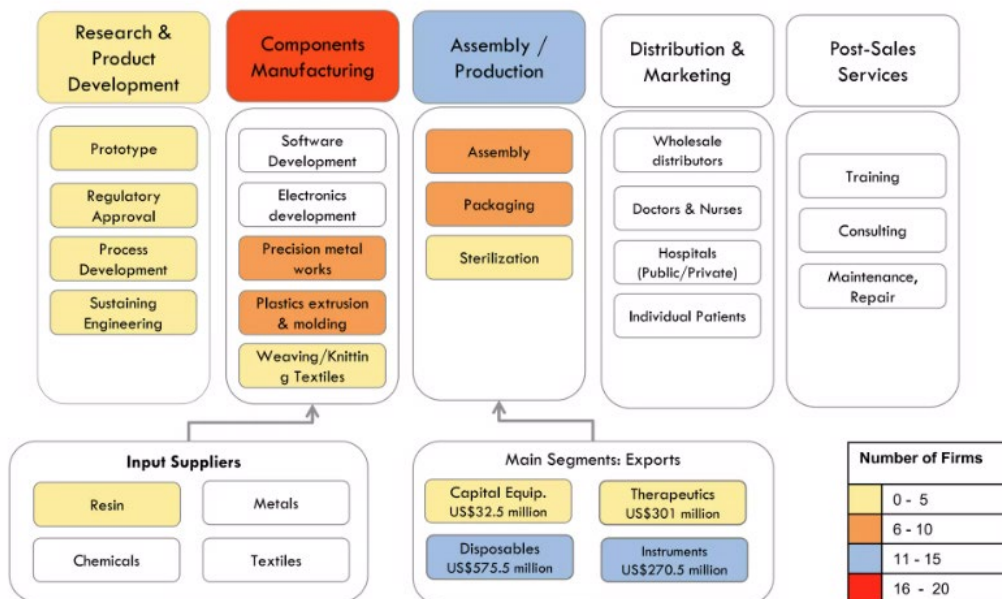 Research &
Product
Development
Components
Manufacturing
Assembly /
Production
Distribution &
Marketing
Post-Sales
Services
Prototype
Regulatory
Approval
Process
Development
Sustaining
Engineering
Software
Development
Electronics
development
Precision metal
works
Plastics extrusion
& molding
Weaving/Knittin
g Textiles
Assembly
Packaging
Sterilization
Wholesale
distributors
Doctors & Nurses
Hospitals
(Public/Private)
Individual Patients
Training
Consulting
Maintenance,
Repair
Input Suppliers
Resin
Metals
Chemicals
Textiles
Main Segments: Exports
Capital Equip.
US$32.5 million
Therapeutics
US$301 million
Disposables
US$575.5 million
Instruments
US$270.5 million
Number of Firms
0 - 5
6 - 10
11 - 15
16 - 20